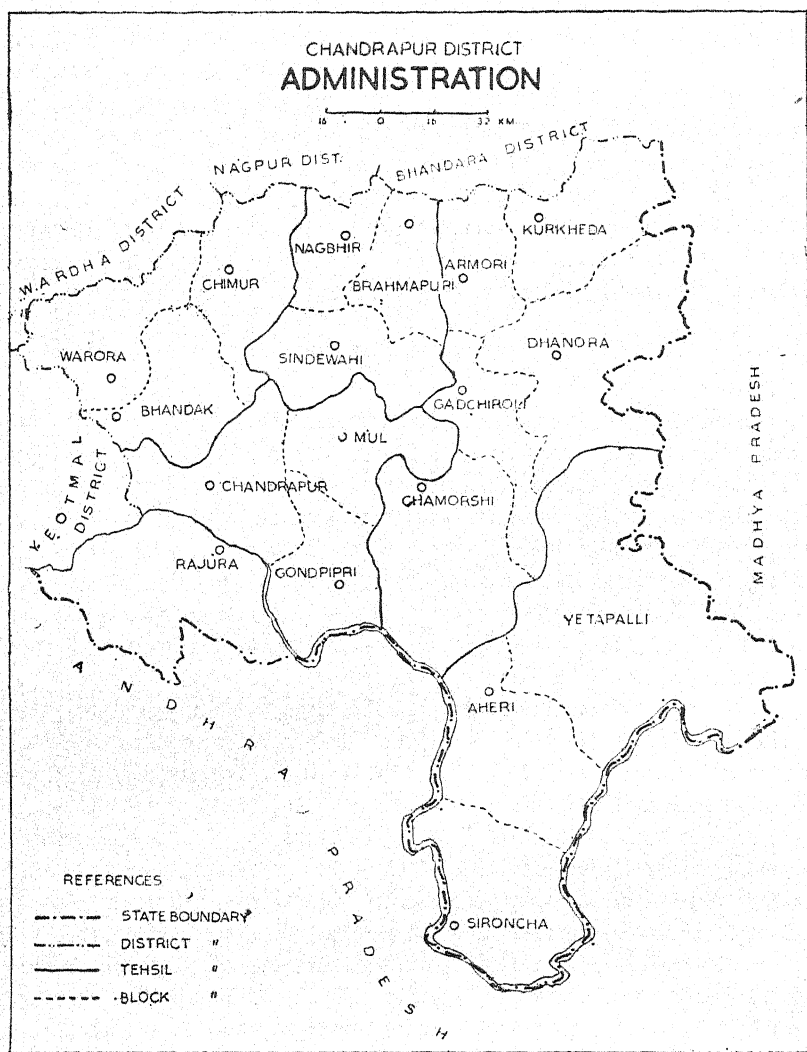 CHANDRAPUR DISTRICT
ADMINISTRATION
16 0 16 32 KM.
NAGPUR DIST.
BHANDARA DISTRICT
WARDHA DISTRICT
KURKHEDA
NAGBHIR
ARMORI
CHIMUR
BRAHMAPURI
SINDEWAHI
DHANORA
WARORA
GADCHIROLI
BHANDAK
MUL
KEOTMAL
DISTRICT
MADHYA PRADESH
CHANDRAPUR
CHAMORSHI
RAJURA
GONDPIPRI
YETAPALLI
ANDHRA PRADESH
AHERI
SIRONCHA
REFERENCES
STATE BOUNDARY
DISTRICT "
TEHSIL "
BLOCK "